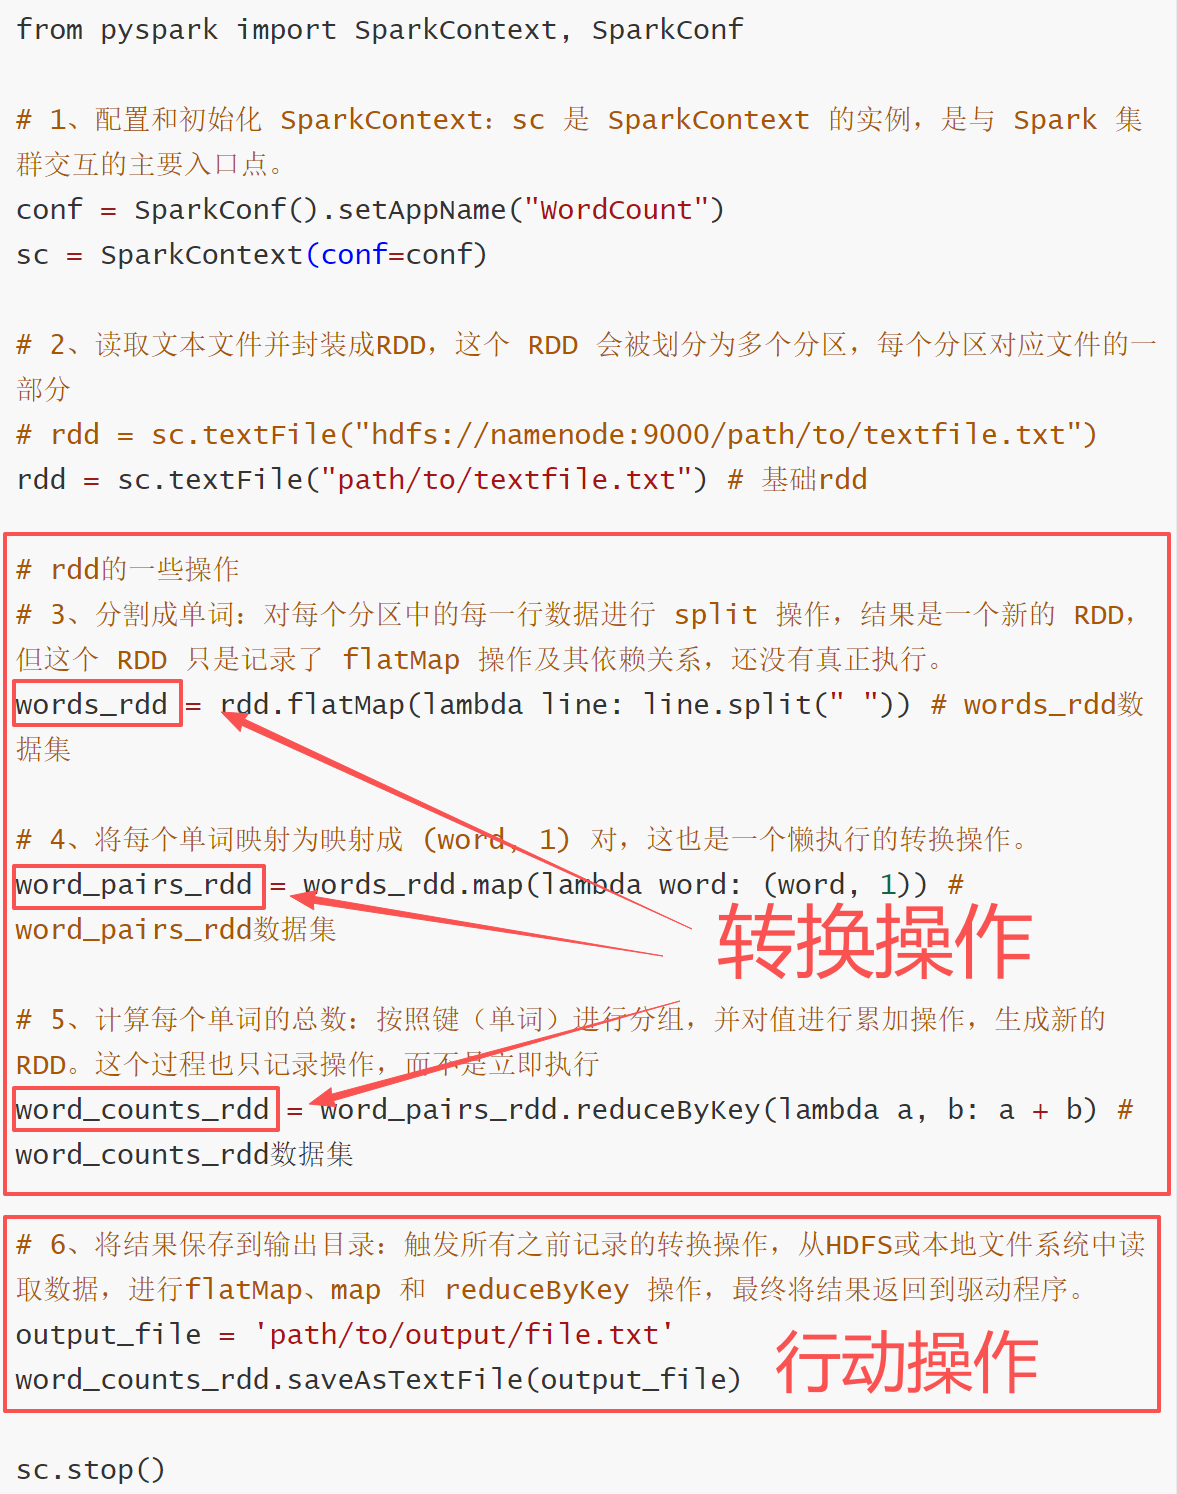 from pyspark import SparkContext, SparkConf
# 1、配置和初始化 SparkContext：sc 是 SparkContext 的实例，是与 Spark 集
群交互的主要入口点。
conf = SparkConf().setAppName("WordCount")
sc = SparkContext(conf=conf)
# 2、读取文本文件并封装成RDD，这个 RDD 会被划分为多个分区，每个分区对应文件的一
部分
# rdd = sc.textFile("hdfs://namenode:9000/path/to/textfile.txt")
rdd = sc.textFile("path/to/textfile.txt") # 基础rdd
# rdd的一些操作
# 3、分割成单词：对每个分区中的每一行数据进行 split 操作，结果是一个新的 RDD，
但这个 RDD 只是记录了 flatMap 操作及其依赖关系，还没有真正执行。
words_rdd = rdd.flatMap(lambda line: line.split(" ")) # words_rdd数
据集
# 4、将每个单词映射为映射成 (word, 1) 对，这也是一个懒执行的转换操作。
word_pairs_rdd = words_rdd.map(lambda word: (word, 1)) #
word_pairs_rdd数据集
转换操作
# 5、计算每个单词的总数：按照键（单词）进行分组，并对值进行累加操作，生成新的
RDD。这个过程也只记录操作，而不是立即执行
word_counts_rdd = word_pairs_rdd.reduceByKey(lambda a, b: a + b) #
word_counts_rdd数据集
# 6、将结果保存到输出目录：触发所有之前记录的转换操作，从HDFS或本地文件系统中读
取数据，进行flatMap、map 和 reduceByKey 操作，最终将结果返回到驱动程序。
output_file = 'path/to/output/file.txt'
word_counts_rdd.saveAsTextFile(output_file)
行动操作
sc.stop()